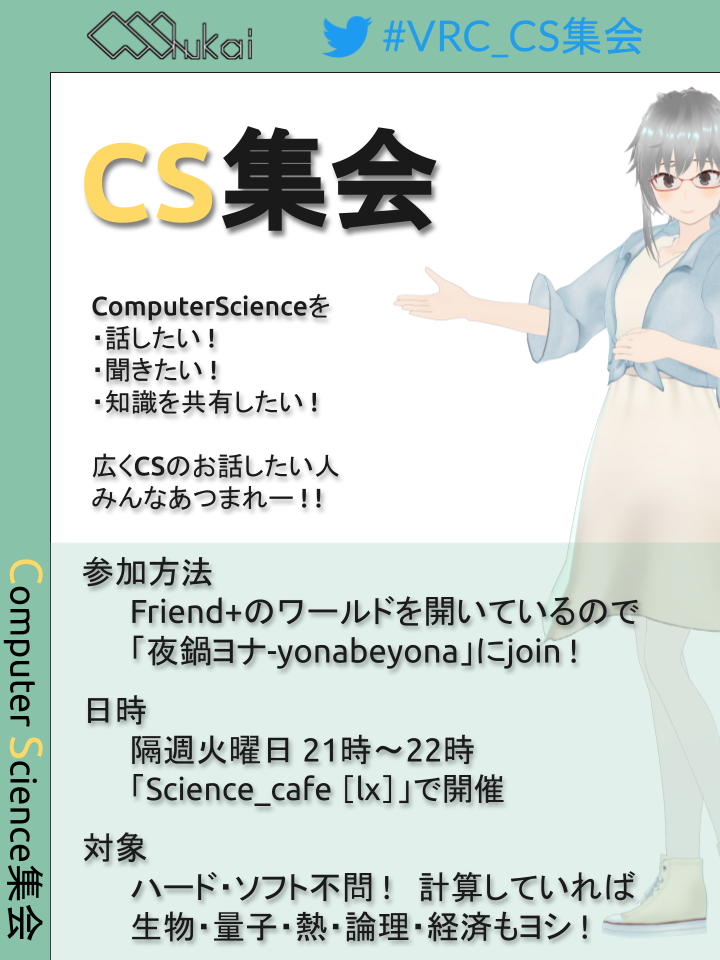 CSShukai
#VRC_CS集会
CS集会
ComputerScienceを
・話したい！
・聞きたい！
・知識を共有したい！
広くCSのお話したい人
みんなあつまれー！！
参加方法
Friend+のワールドを開いているので
「夜鍋ヨナ-yonabeyona」にjoin！
日時
隔週火曜日 21時～22時
「Science_cafe［lx］」で開催
対象
ハード・ソフト不問！ 計算していれば
生物・量子・熱・論理・経済もヨシ！
Computer Science集会